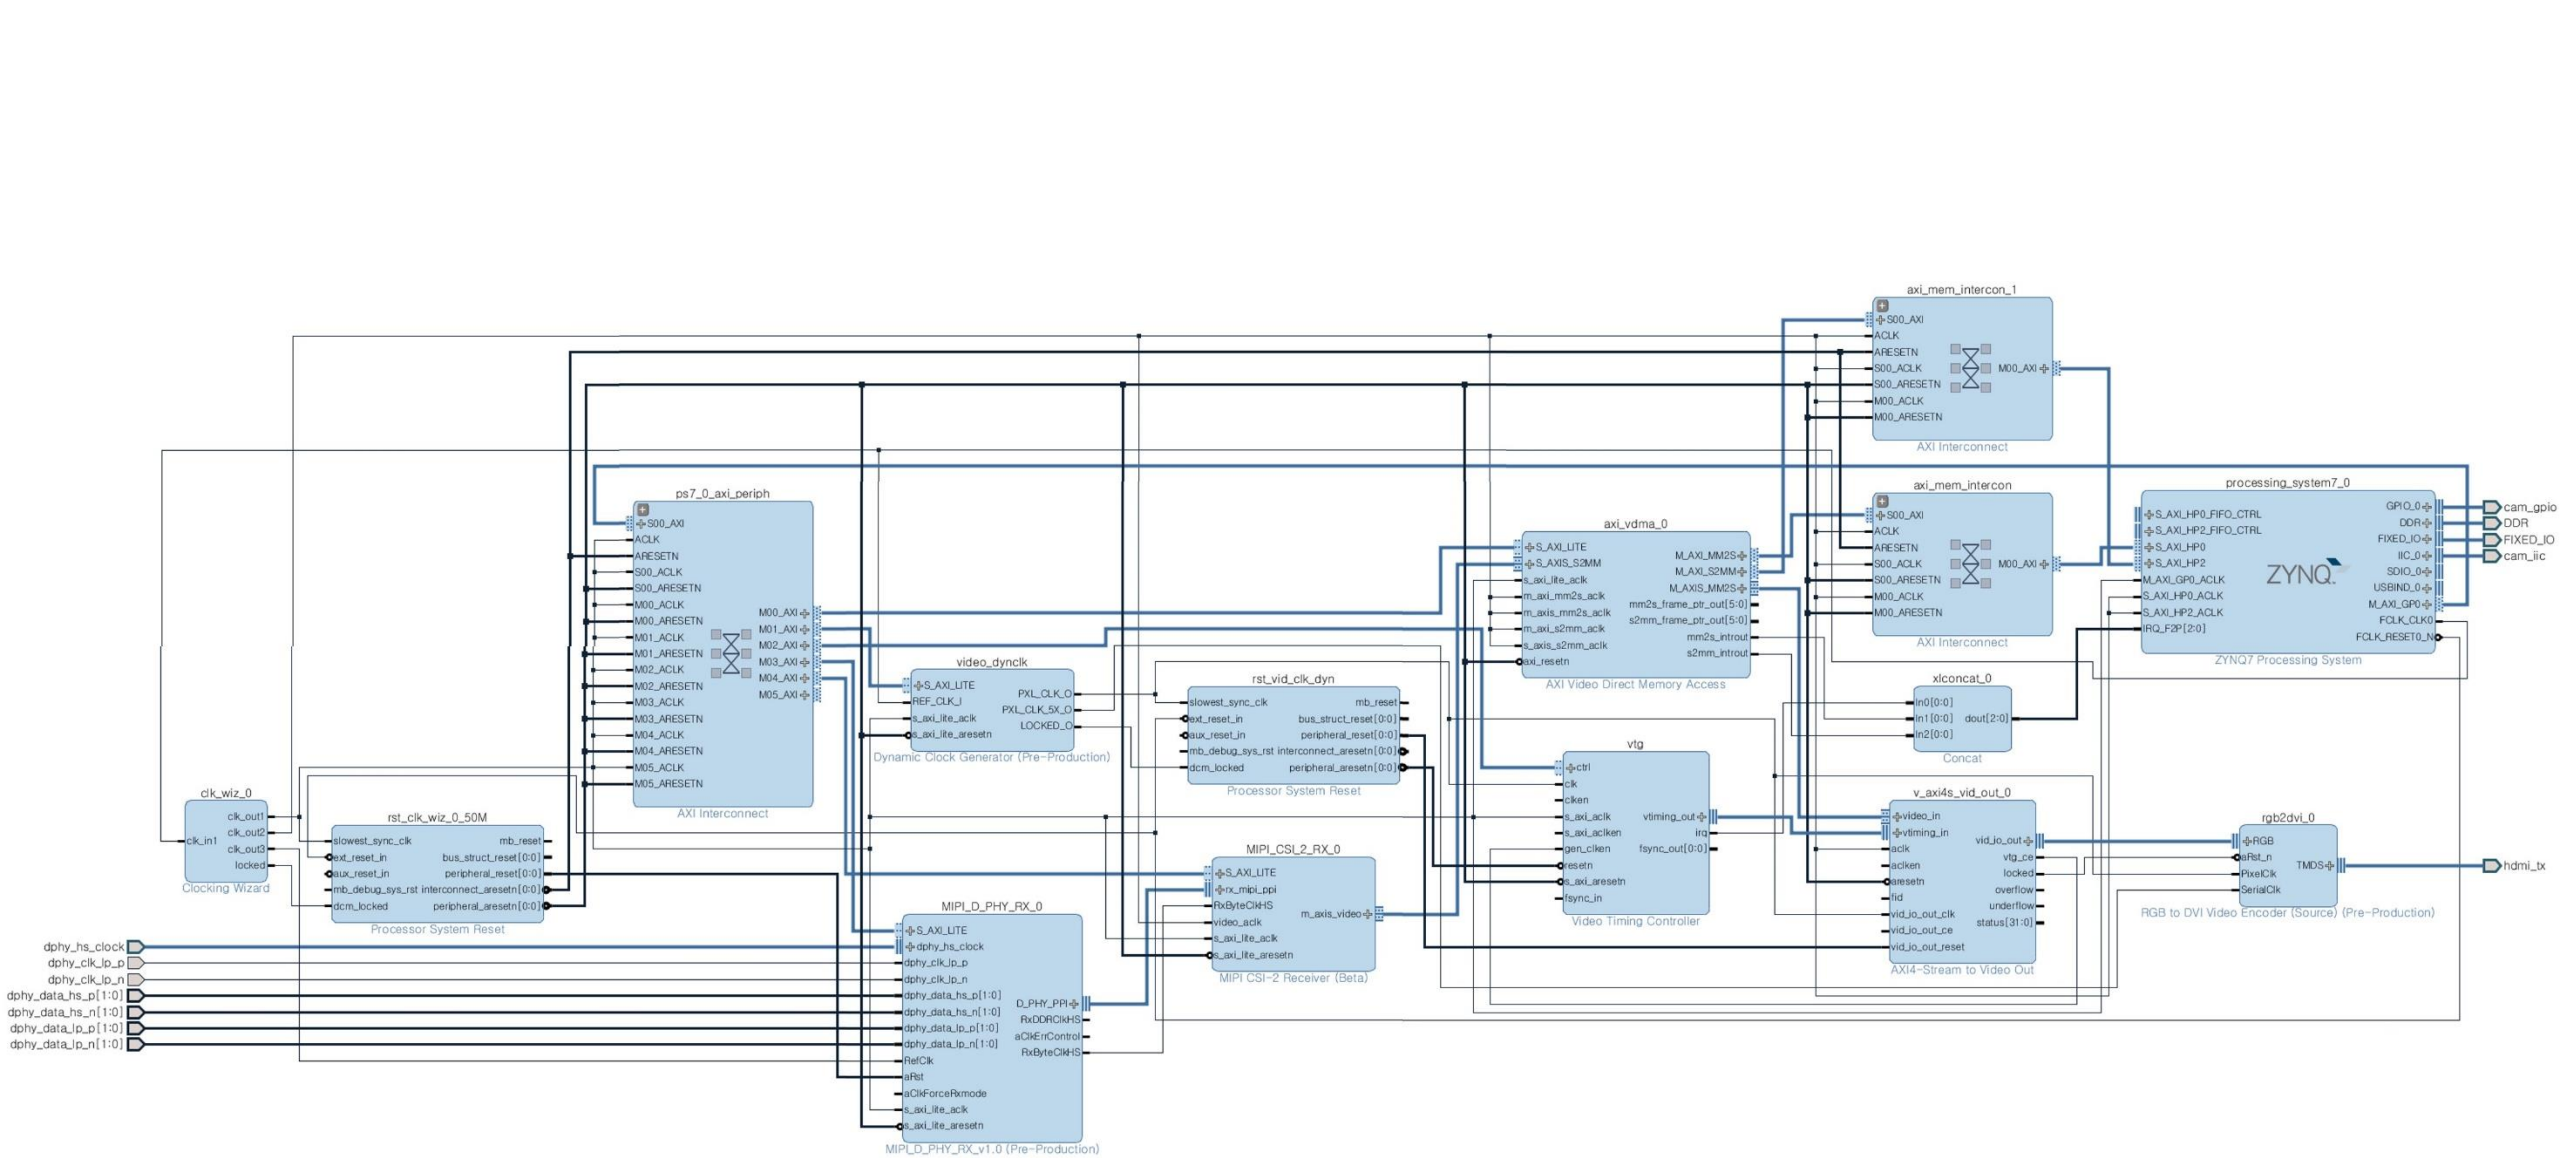 axi_mem_intercon_1
S00_AXI
ACLK
ARESETN
S00_ACLK
S00_ARESETN
M00_ACLK
M00_ARESETN
M00_AXI
AXI Interconnect
ps7_0_axi_periph
S00_AXI
ACLK
ARESETN
S00_ACLK
S00_ARESETN
M00_ACLK
M00_ARESETN
M01_ACLK
M01_ARESETN
M02_ACLK
M02_ARESETN
M03_ACLK
M03_ARESETN
M04_ACLK
M04_ARESETN
M05_ACLK
M05_ARESETN
M00_AXI
M01_AXI
M02_AXI
M03_AXI
M04_AXI
M05_AXI
AXI Interconnect
axi_mem_intercon
S00_AXI
ACLK
ARESETN
S00_ACLK
S00_ARESETN
M00_ACLK
M00_ARESETN
M00_AXI
AXI Interconnect
processing_system7_0
S_AXI_HP0_FIFO_CTRL
S_AXI_HP2_FIFO_CTRL
S_AXI_HP0
S_AXI_HP2
M_AXI_GP0_ACLK
S_AXI_HP0_ACLK
S_AXI_HP2_ACLK
IRQ_F2P[2:0]
ZYNQ
GPIO_0
DDR
FIXED_IO
IIC_0
SDIO_0
USBIND_0
M_AXI_GP0
FCLK_CLK0
FCLK_RESET0_N
ZYNQ7 Processing System
cam_gpio
DDR
FIXED_IO
cam_iic
axi_vdma_0
S_AXI_LITE
S_AXIS_S2MM
s_axi_lite_aclk
m_axi_mm2s_aclk
m_axis_mm2s_aclk
m_axi_s2mm_aclk
s_axis_s2mm_aclk
axi_resetn
M_AXI_MM2S
M_AXI_S2MM
M_AXIS_MM2S
mm2s_frame_ptr_out[5:0]
s2mm_frame_ptr_out[5:0]
mm2s_introut
s2mm_introut
AXI Video Direct Memory Access
video_dynclk
S_AXI_LITE
REF_CLK_I
s_axi_lite_aclk
s_axi_lite_aresetn
PXL_CLK_O
PXL_CLK_5X_O
LOCKED_O
Dynamic Clock Generator (Pre-Production)
rst_vid_clk_dyn
slowest_sync_clk
ext_reset_in
aux_reset_in
mb_debug_sys_rst
dcm_locked
mb_reset
bus_struct_reset[0:0]
peripheral_reset[0:0]
interconnect_aresetn[0:0]
peripheral_aresetn[0:0]
Processor System Reset
xlconcat_0
In0[0:0]
In1[0:0]
In2[0:0]
dout[2:0]
Concat
vtg
ctrl
clk
clken
s_axi_aclk
s_axi_aclken
gen_clken
resetn
s_axi_aresetn
fsync_in
vtiming_out
irq
fsync_out[0:0]
Video Timing Controller
clk_wiz_0
clk_in1
clk_out1
clk_out2
clk_out3
locked
Clocking Wizard
rst_clk_wiz_0_50M
slowest_sync_clk
ext_reset_in
aux_reset_in
mb_debug_sys_rst
dcm_locked
mb_reset
bus_struct_reset[0:0]
peripheral_reset[0:0]
interconnect_aresetn[0:0]
peripheral_aresetn[0:0]
Processor System Reset
v_axi4s_vid_out_0
video_in
vtiming_in
aclk
aclken
aresetn
fid
vid_io_out_clk
vid_io_out_ce
vid_io_out_reset
vid_io_out
vtg_ce
locked
overflow
underflow
status[31:0]
AXI4-Stream to Video Out
rgb2dvi_0
RGB
aRst_n
PixelClk
SerialClk
TMDS
RGB to DVI Video Encoder (Source) (Pre-Production)
hdmi_tx
MIPI_CSI_2_RX_0
S_AXI_LITE
rx_mipi_ppi
RxByteClkHS
video_aclk
s_axi_lite_aclk
s_axi_lite_aresetn
m_axis_video
MIPI CSI-2 Receiver (Beta)
MIPI_D_PHY_RX_0
S_AXI_LITE
dphy_hs_clock
dphy_clk_lp_p
dphy_clk_lp_n
dphy_data_hs_p[1:0]
dphy_data_hs_n[1:0]
dphy_data_lp_p[1:0]
dphy_data_lp_n[1:0]
RefClk
aRst
aClkForceRxmode
s_axi_lite_aclk
s_axi_lite_aresetn
D_PHY_PPI
RxDDRClkHS
aClkErrControl
RxByteClkHS
MIPI_D_PHY_RX_v1.0 (Pre-Production)
dphy_hs_clock
dphy_clk_lp_p
dphy_clk_lp_n
dphy_data_hs_p[1:0]
dphy_data_hs_n[1:0]
dphy_data_lp_p[1:0]
dphy_data_lp_n[1:0]